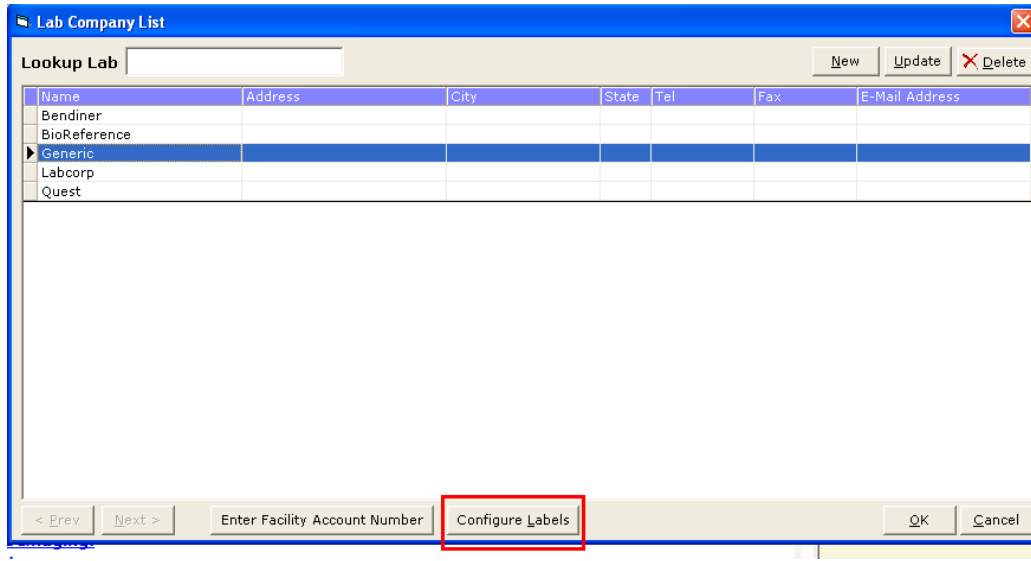 Lab Company List
Lookup Lab New Update Delete
Name Address City State Tel Fax E-Mail Address
Bendiner
BioReference
Generic
Labcorp
Quest
< Prev Next > Enter Facility Account Number Configure Labels OK Cancel